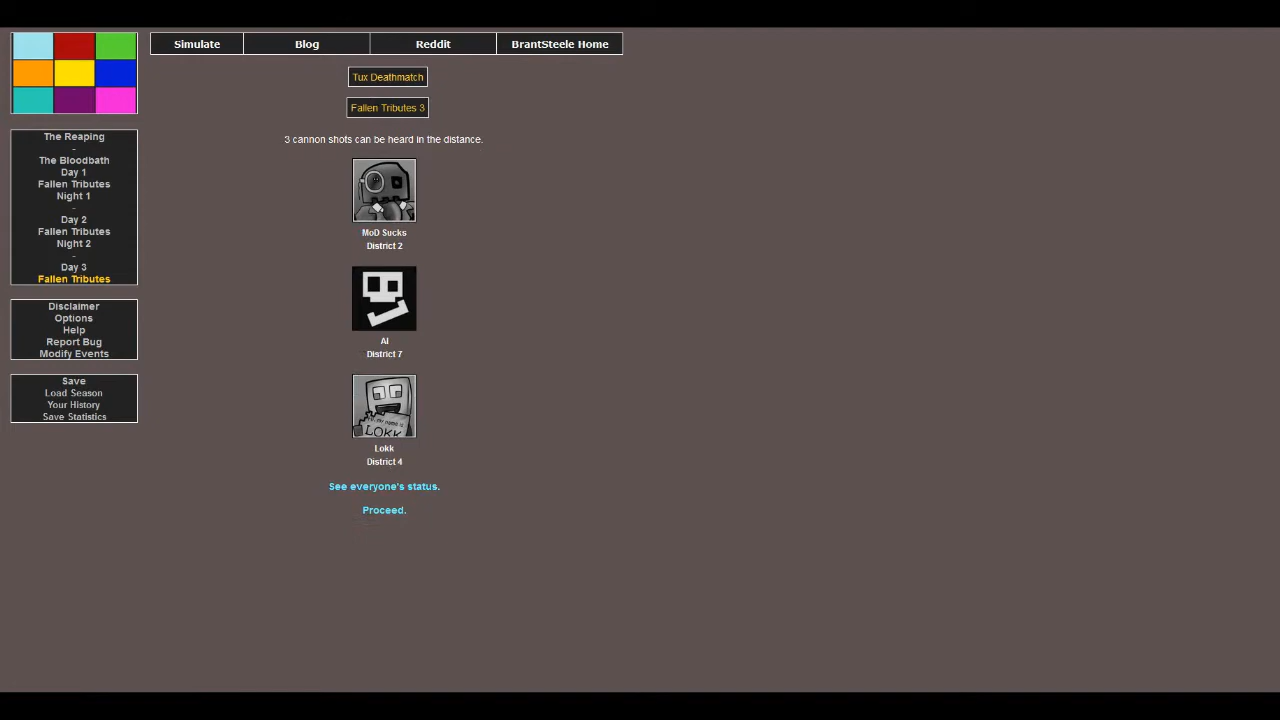 Simulate Blog Reddit BrantSteele Home
Tux Deathmatch
Fallen Tributes 3
3 cannon shots can be heard in the distance.
MoD Sucks
District 2
AI
District 7
LOKK
Lokk
District 4
See everyone's status.
Proceed.
The Reaping
-
The Bloodbath
Day 1
Fallen Tributes
Night 1
-
Day 2
Fallen Tributes
Night 2
-
Day 3
Fallen Tributes
Disclaimer
Options
Help
Report Bug
Modify Events
Save
Load Season
Your History
Save Statistics